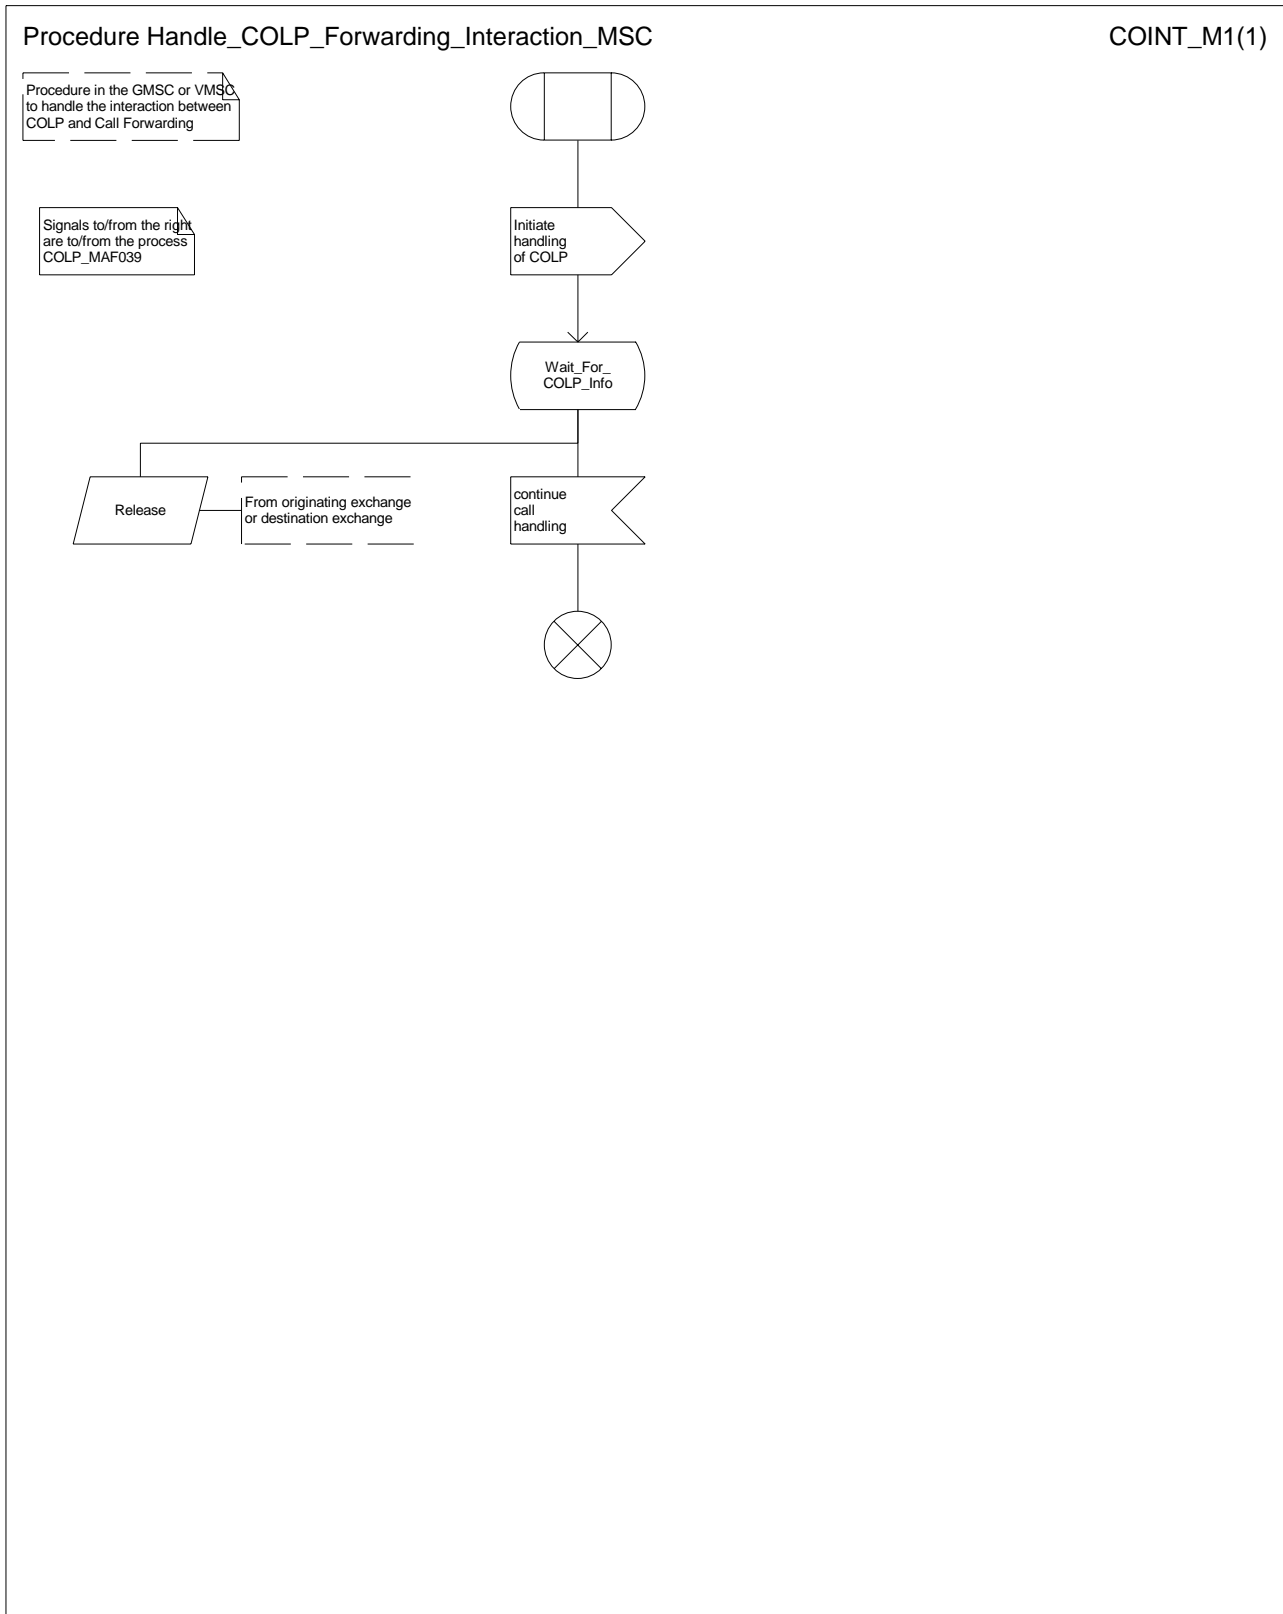 Procedure Handle_COLP_Forwarding_Interaction_MSC
COINT_M1(1)
Procedure in the GMSC or VMSC
to handle the interaction between
COLP and Call Forwarding
Signals to/from the right
are to/from the process
COLP_MAF039
Initiate
handling
of COLP
Wait_For_
COLP_Info
Release
From originating exchange
or destination exchange
continue
call
handling